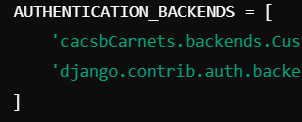 AUTHENTICATION_BACKENDS = [
'cacsbCarnets.backends.Cus
'django.contrib.auth.backe
]